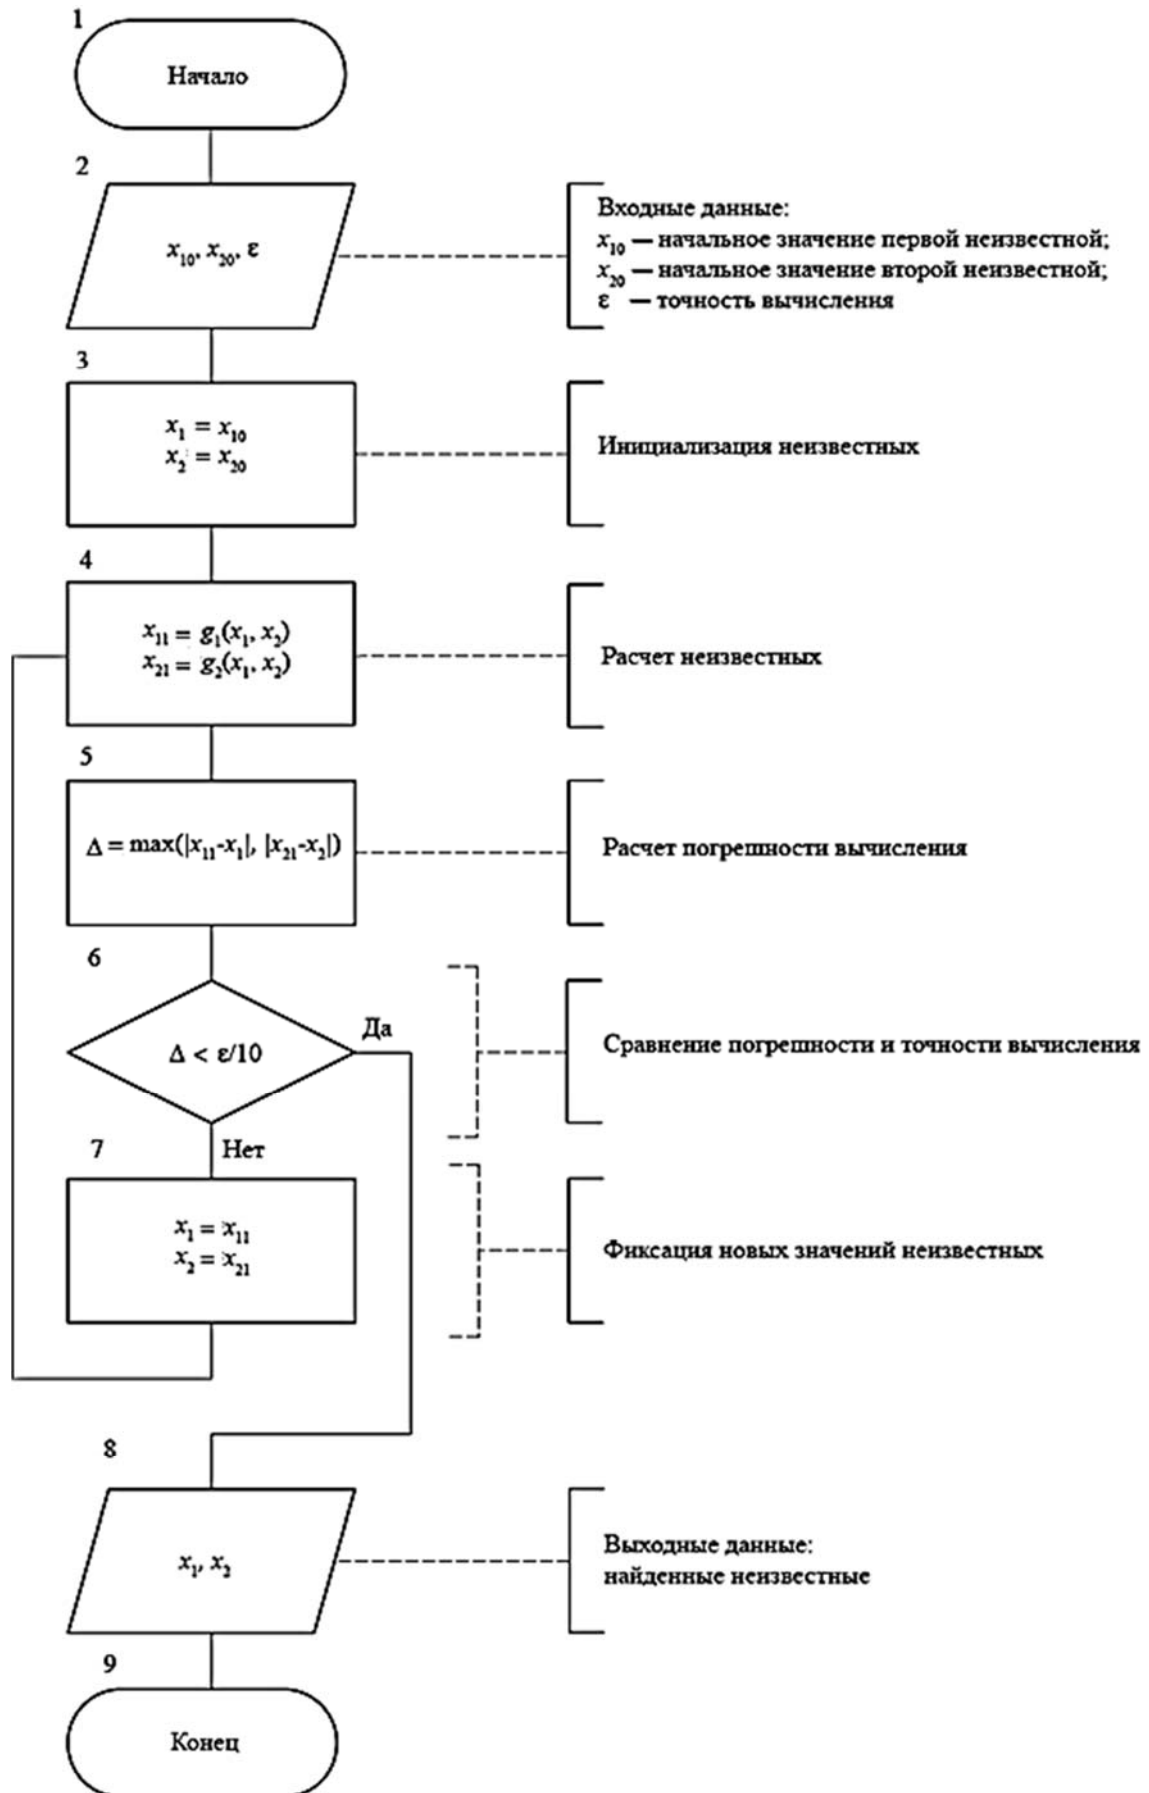 1
Начало
2
x₁₀, x₂₀, ε
Входные данные:
x₁₀ — начальное значение первой неизвестной;
x₂₀ — начальное значение второй неизвестной;
ε — точность вычисления
3
x₁ = x₁₀
x₂ = x₂₀
Инициализация неизвестных
4
x₁₁ = g₁(x₁, x₂)
x₂₁ = g₂(x₁, x₂)
Расчет неизвестных
5
Δ = max(|x₁₁-x₁|, |x₂₁-x₂|)
Расчет погрешности вычисления
6
Δ < ε/10
Да
Сравнение погрешности и точности вычисления
7
Нет
x₁ = x₁₁
x₂ = x₂₁
Фиксация новых значений неизвестных
8
x₁, x₂
Выходные данные:
найденные неизвестные
9
Конец